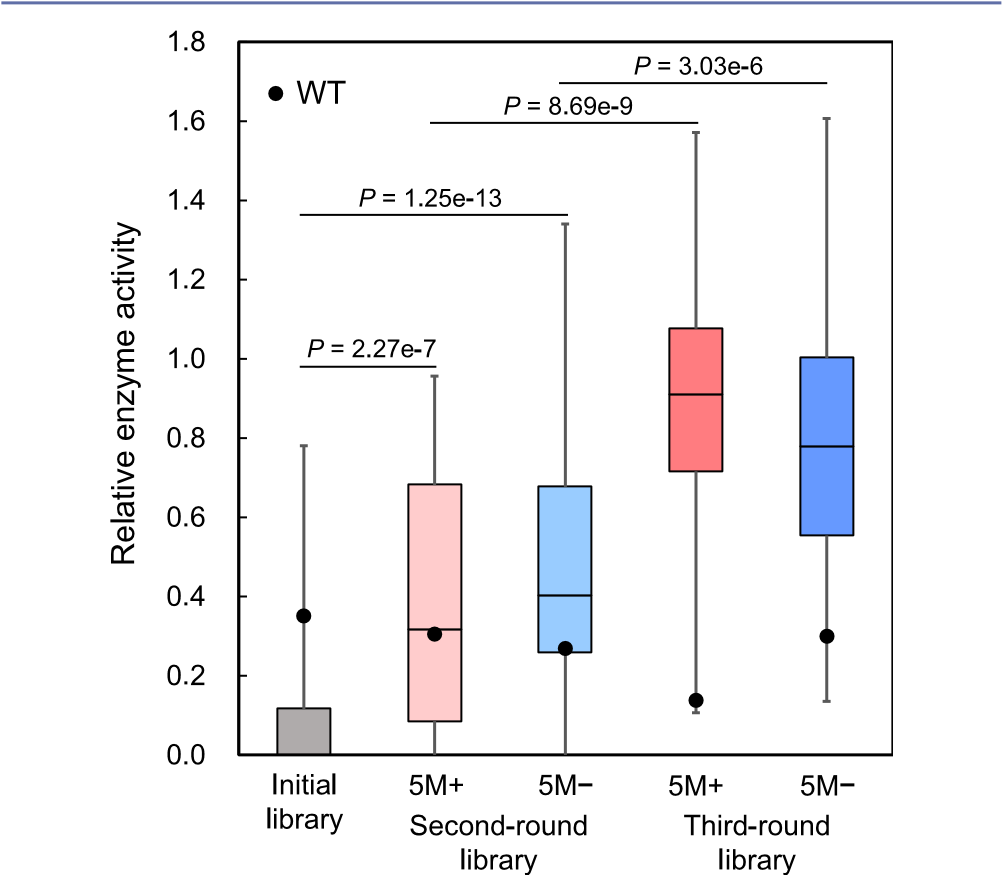 1.8
1.6
1.4
1.2
1.0
0.8
0.6
0.4
0.2
0.0
Relative enzyme activity
WT
P = 3.03e-6
P = 8.69e-9
P = 1.25e-13
P = 2.27e-7
Initial
library
5M+
5M−
5M+
5M−
Second-round
library
Third-round
library